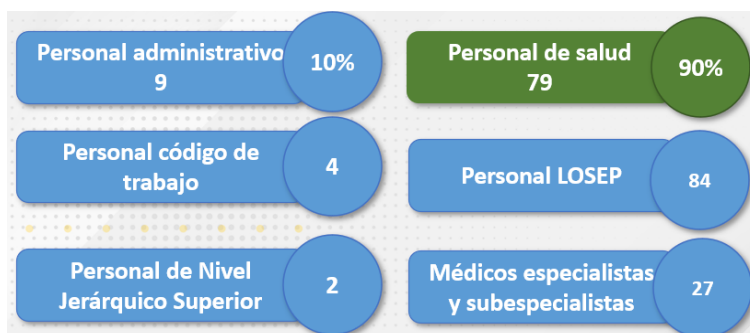 Personal administrativo
9
10%
Personal de salud
79
90%
Personal código de
trabajo
4
Personal LOSEP
84
Personal de Nivel
Jerárquico Superior
2
Médicos especialistas
y subespecialistas
27